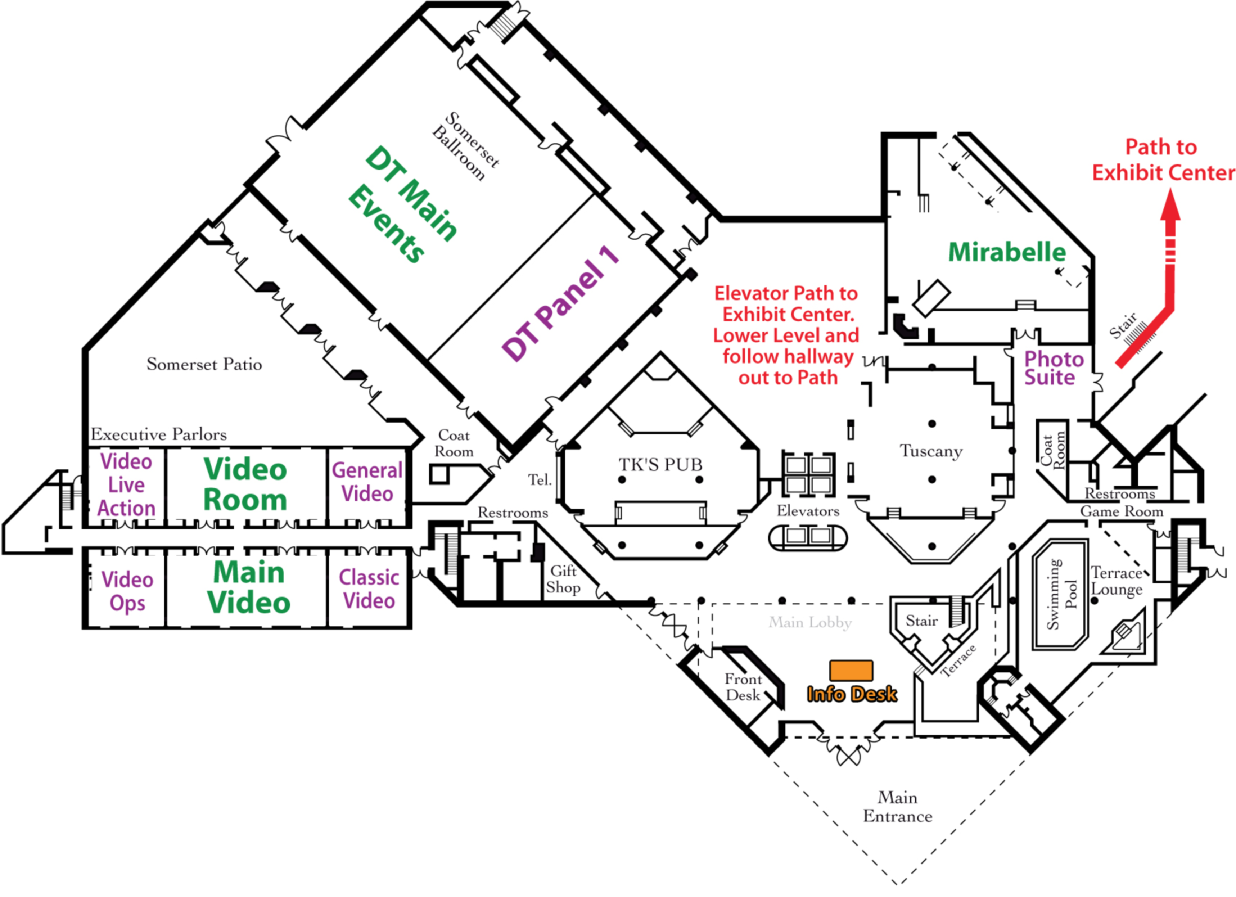 Somerset
Ballroom
DT Main
Events
DT Panel 1
Path to
Exhibit Center
Mirabelle
Elevator Path to
Exhibit Center.
Lower Level and
follow hallway
out to Path
Stair
Photo
Suite
Somerset Patio
Executive Parlors
Coat
Room
TK'S PUB
Tuscany
Coat
Room
Video
Live
Action
Video
Room
General
Video
Tel.
Restrooms
Elevators
Restrooms
Game Room
Video
Ops
Main
Video
Classic
Video
Gift
Shop
Swimming
Pool
Terrace
Lounge
Main Lobby
Stair
Terrace
Front
Desk
Info Desk
Main
Entrance